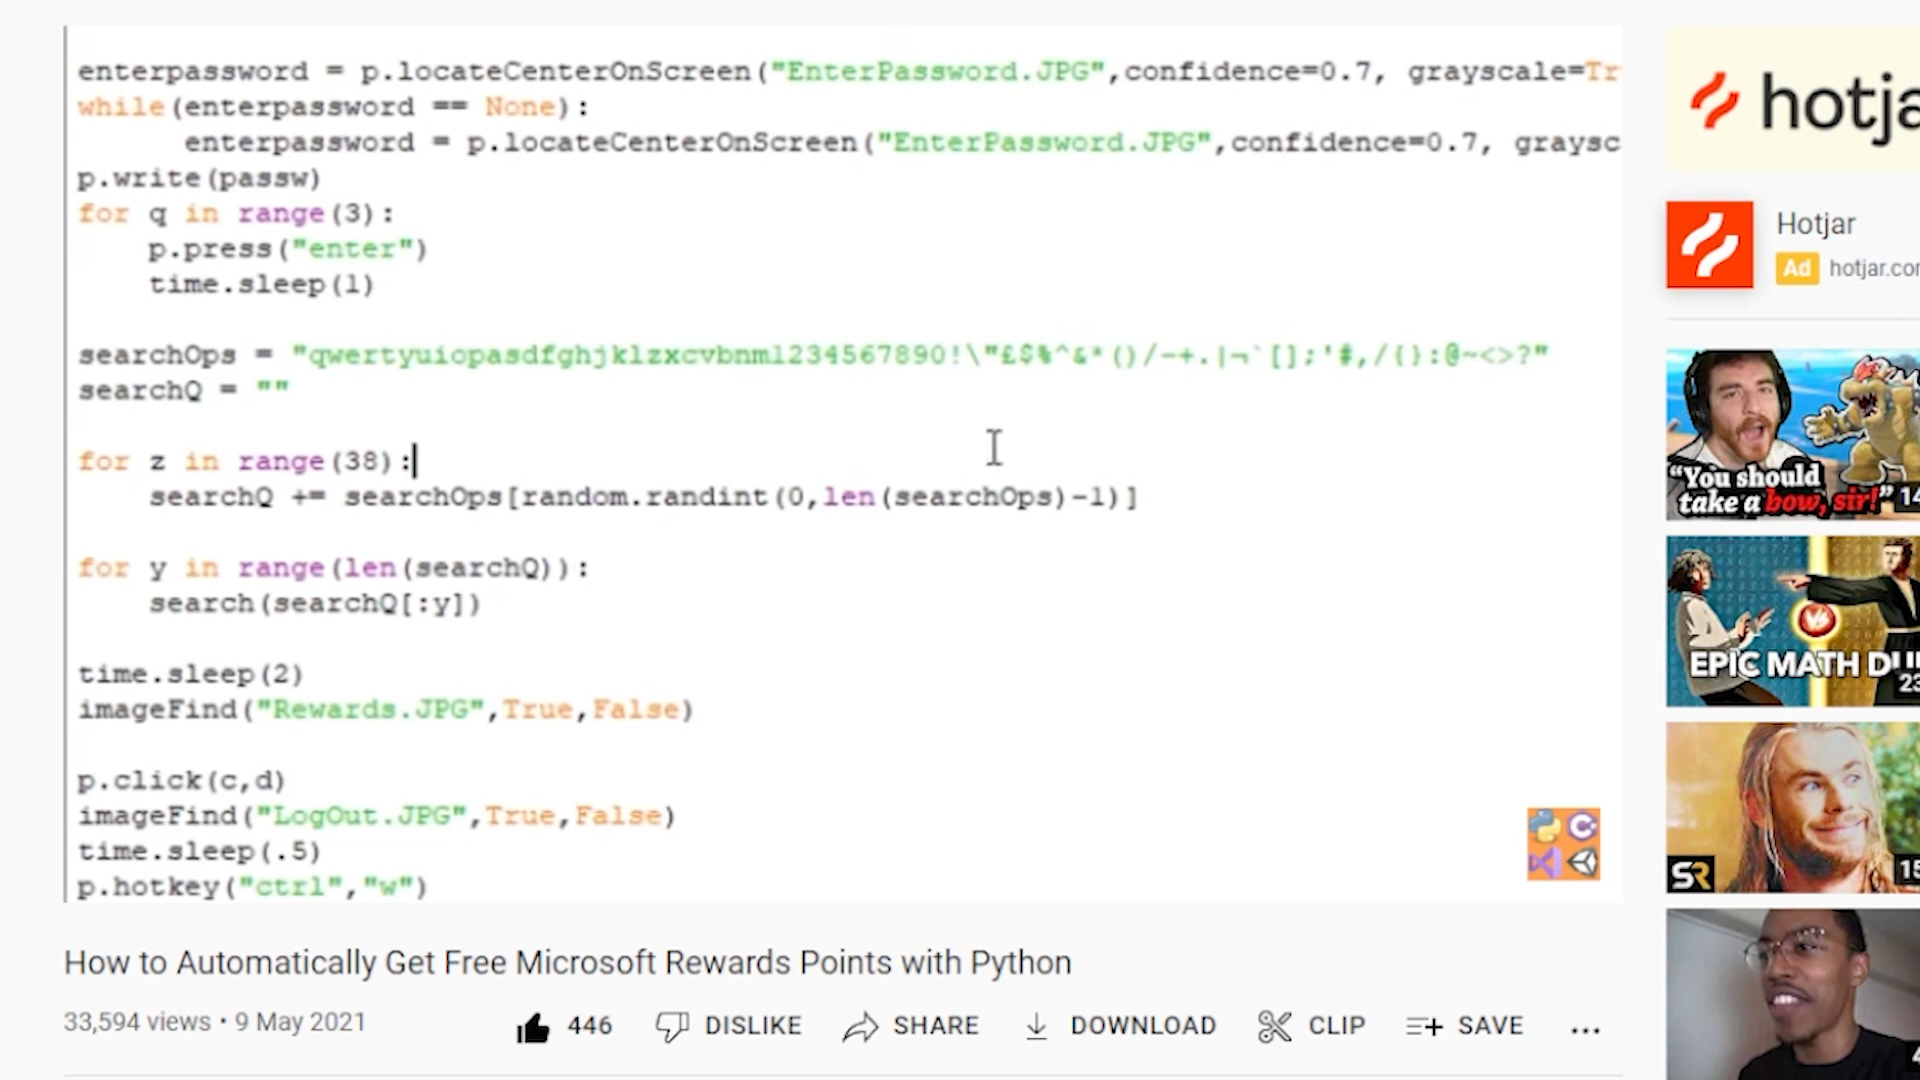 enterpassword = p.locateCenterOnScreen("EnterPassword.JPG",confidence=0.7, grayscale=Tr
while(enterpassword == None):
enterpassword = p.locateCenterOnScreen("EnterPassword.JPG",confidence=0.7, graysc
p.write(passw)
for q in range(3):
p.press("enter")
time.sleep(1)
searchOps = "qwertyuiopasdfghjklzxcvbnm1234567890!\"£$%^&*()/-+.|¬`[];'#,/{}:@~<>?"
searchQ = ""
for z in range(38):
searchQ += searchOps[random.randint(0,len(searchOps)-1)]
for y in range(len(searchQ)):
search(searchQ[:y])
time.sleep(2)
imageFind("Rewards.JPG",True,False)
p.click(c,d)
imageFind("LogOut.JPG",True,False)
time.sleep(.5)
p.hotkey("ctrl","w")
How to Automatically Get Free Microsoft Rewards Points with Python
33,594 views • 9 May 2021
446 DISLIKE SHARE DOWNLOAD CLIP SAVE ...
hotja
Hotjar
Ad hotjar.co
"You should
take a bow, sir!" 14
VS
EPIC MATH DU
23
SR 15